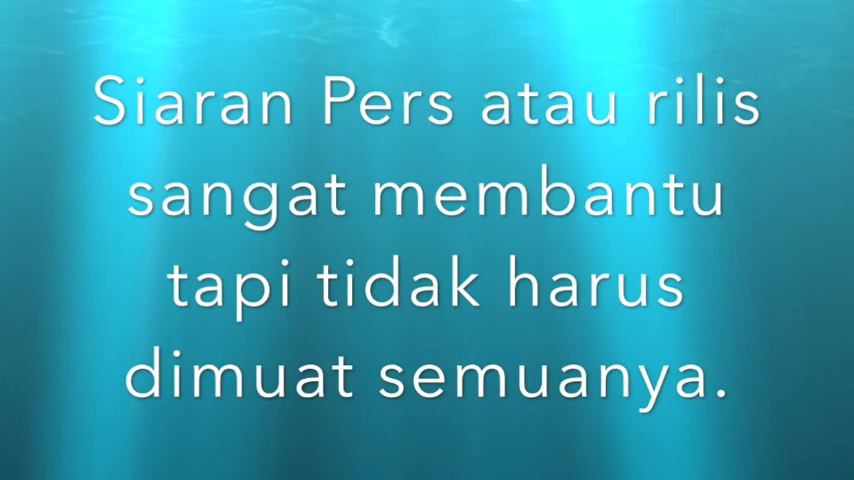 Siaran Pers atau rilis
sangat membantu
tapi tidak harus
dimuat semuanya.